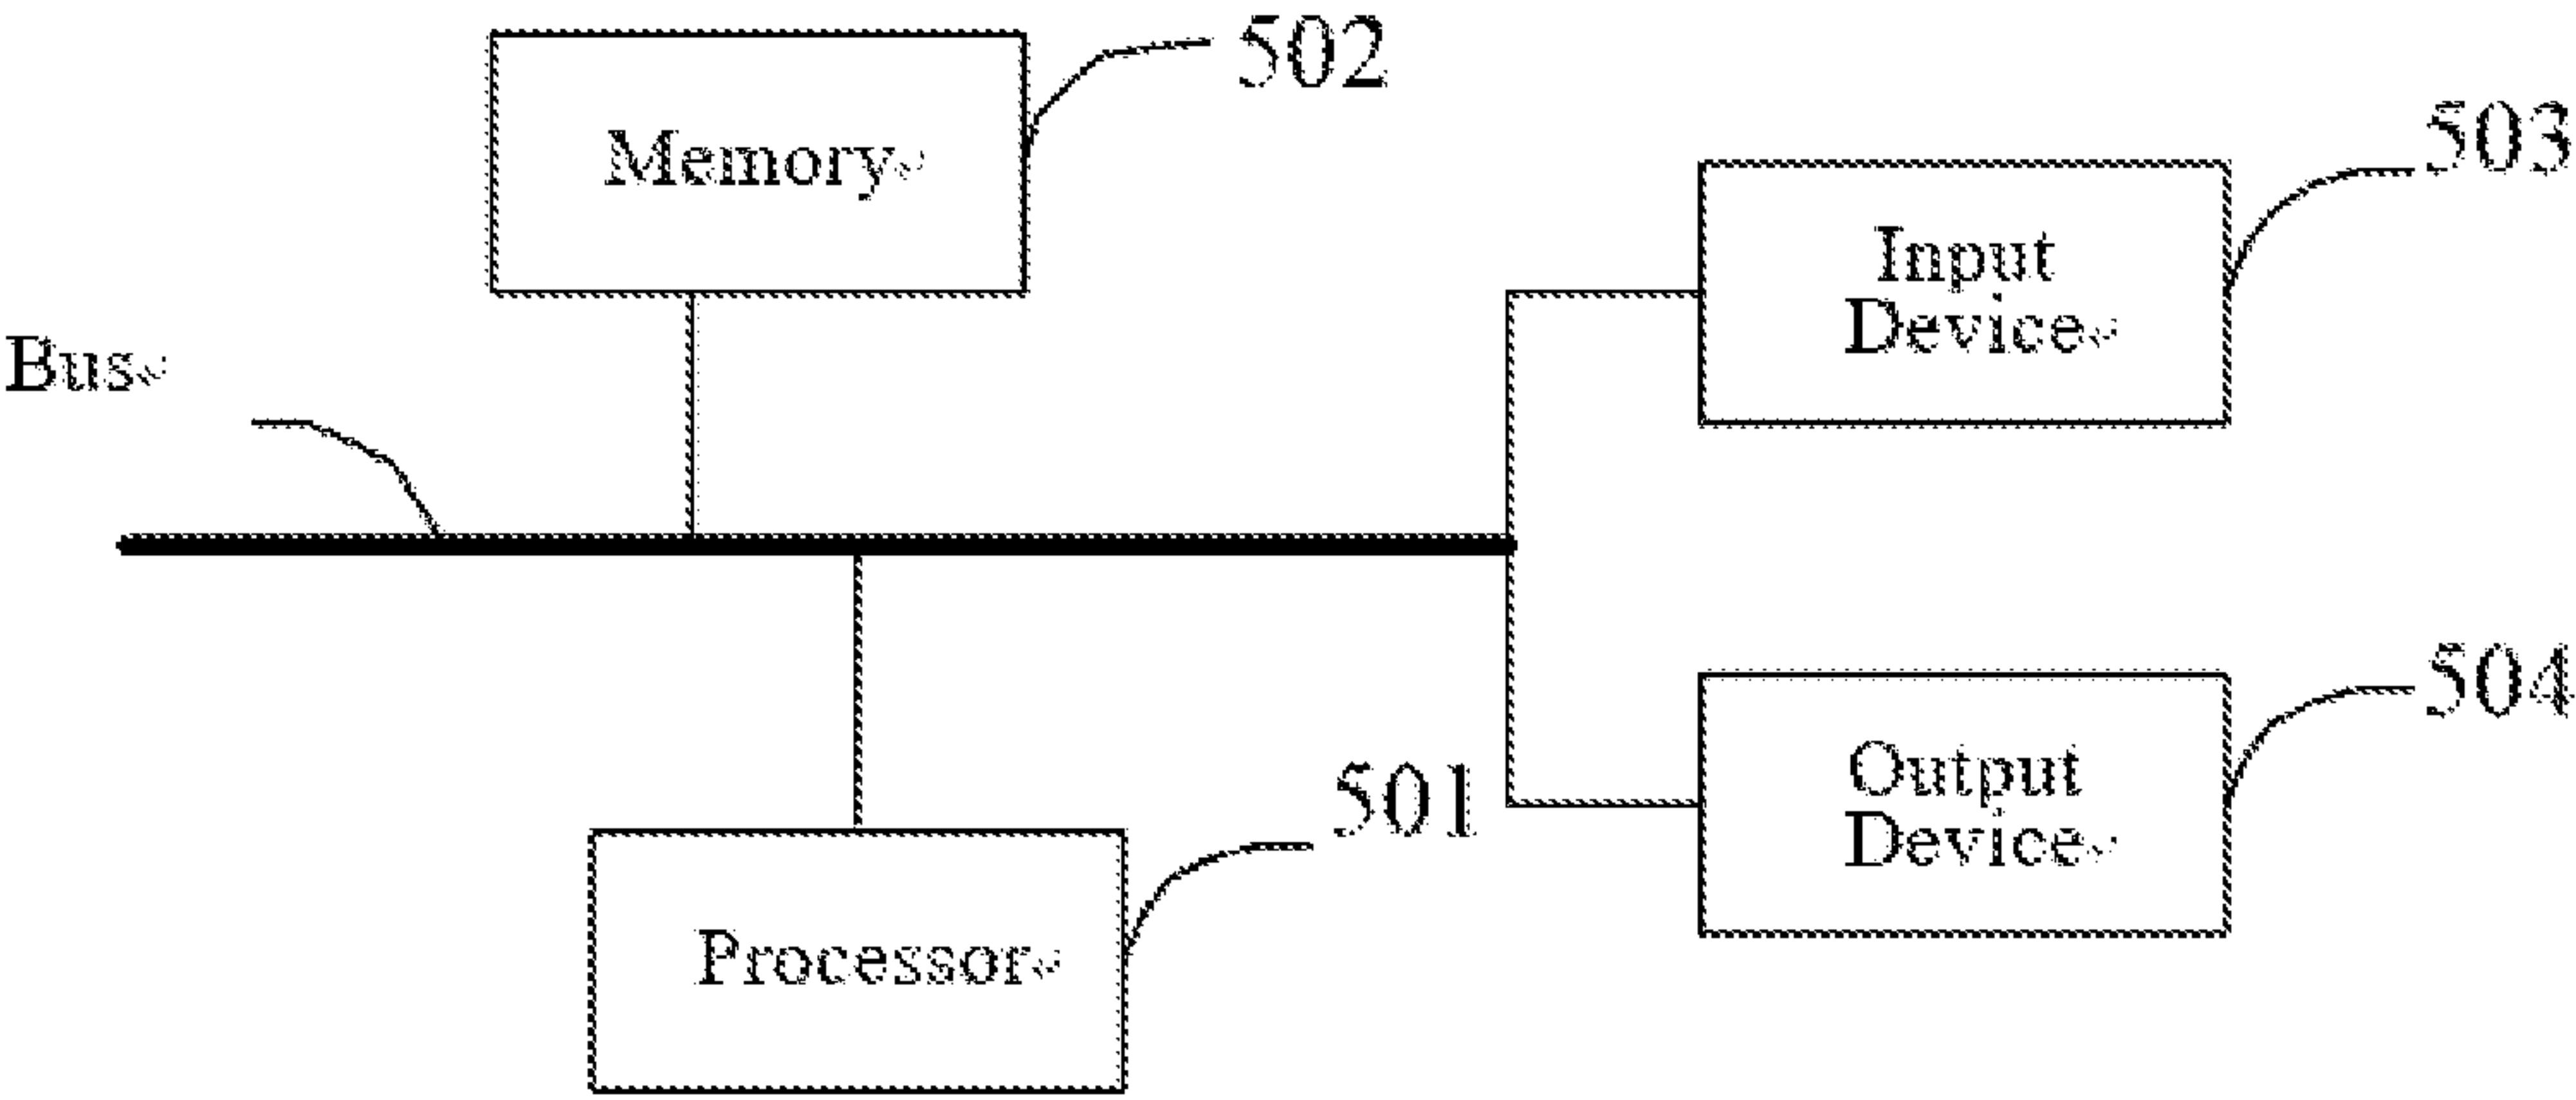 502
Memory
503
Input
Device
Bus
504
Output
Device
501
Processor